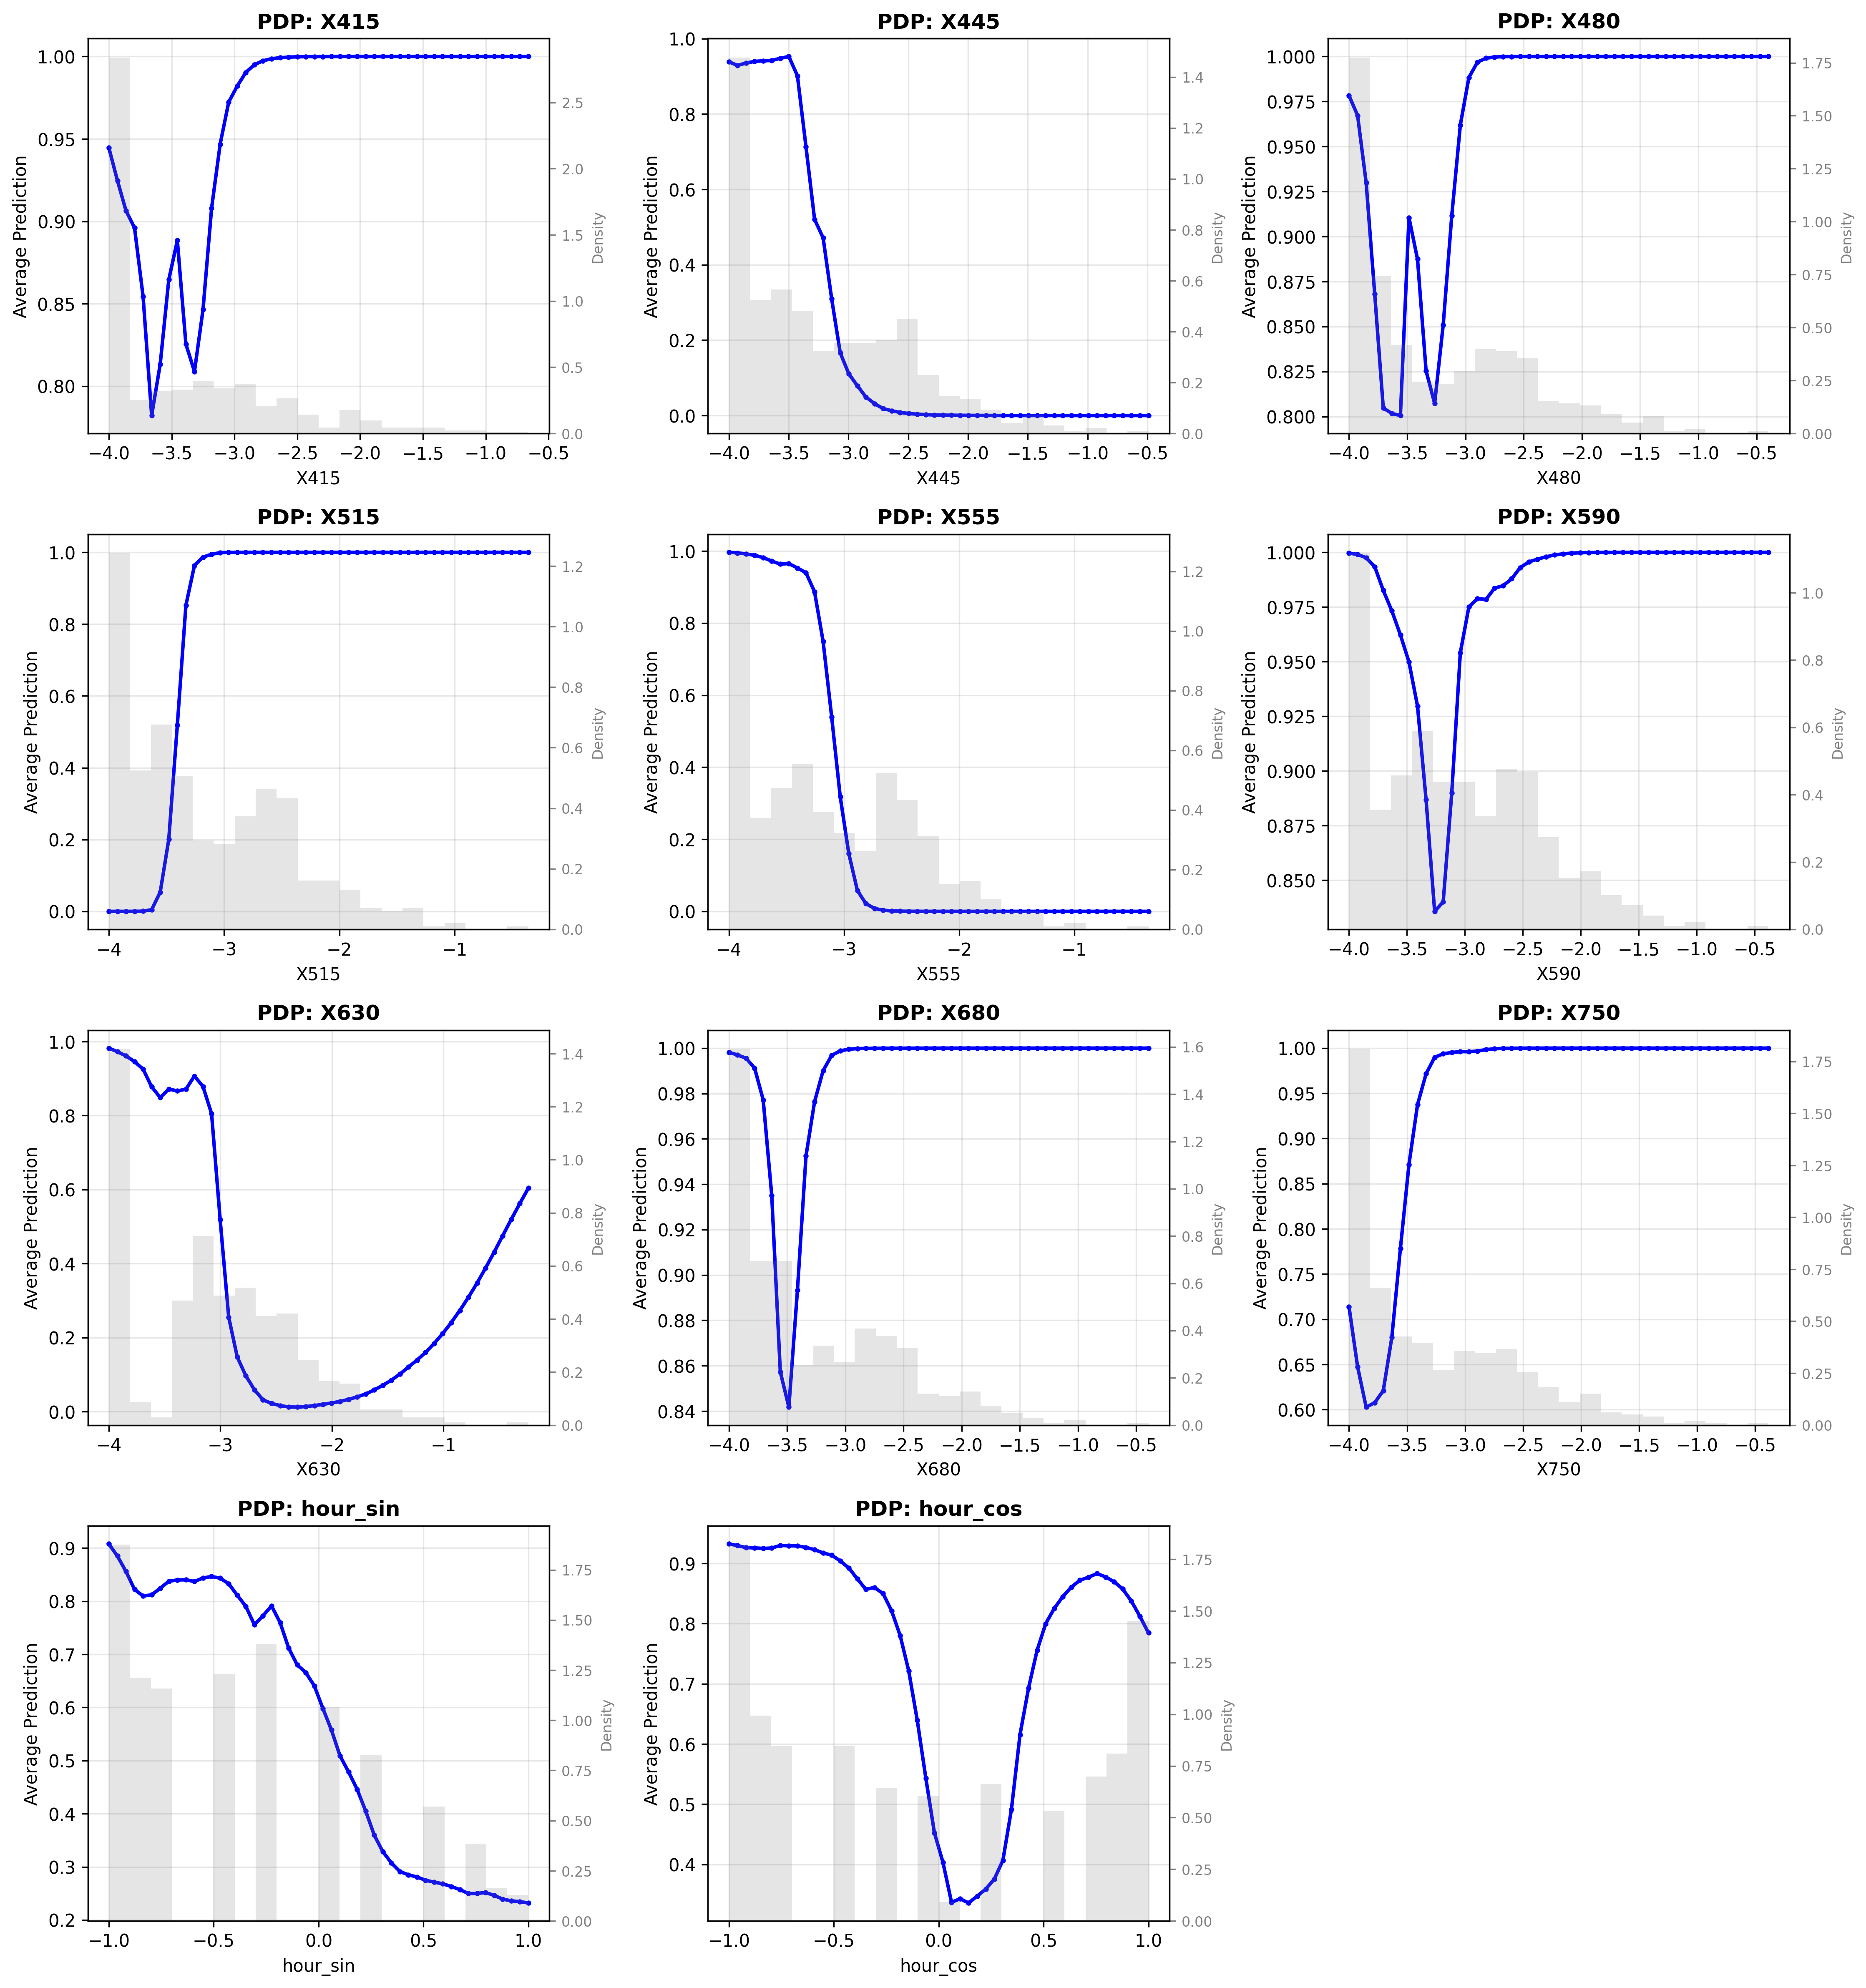 PDP: X415
1.00
0.95
0.90
0.85
0.80
Average Prediction
2.5
2.0
1.5
1.0
0.5
0.0
Density
−4.0 −3.5 −3.0 −2.5 −2.0 −1.5 −1.0 −0.5
X415
PDP: X445
1.0
0.8
0.6
0.4
0.2
0.0
Average Prediction
1.4
1.2
1.0
0.8
0.6
0.4
0.2
0.0
Density
−4.0 −3.5 −3.0 −2.5 −2.0 −1.5 −1.0 −0.5
X445
PDP: X480
1.000
0.975
0.950
0.925
0.900
0.875
0.850
0.825
0.800
Average Prediction
1.75
1.50
1.25
1.00
0.75
0.50
0.25
0.00
Density
−4.0 −3.5 −3.0 −2.5 −2.0 −1.5 −1.0 −0.5
X480
PDP: X515
1.0
0.8
0.6
0.4
0.2
0.0
Average Prediction
1.2
1.0
0.8
0.6
0.4
0.2
0.0
Density
−4 −3 −2 −1
X515
PDP: X555
1.0
0.8
0.6
0.4
0.2
0.0
Average Prediction
1.2
1.0
0.8
0.6
0.4
0.2
0.0
Density
−4 −3 −2 −1
X555
PDP: X590
1.000
0.975
0.950
0.925
0.900
0.875
0.850
Average Prediction
1.0
0.8
0.6
0.4
0.2
0.0
Density
−4.0 −3.5 −3.0 −2.5 −2.0 −1.5 −1.0 −0.5
X590
PDP: X630
1.0
0.8
0.6
0.4
0.2
0.0
Average Prediction
1.4
1.2
1.0
0.8
0.6
0.4
0.2
0.0
Density
−4 −3 −2 −1
X630
PDP: X680
1.00
0.98
0.96
0.94
0.92
0.90
0.88
0.86
0.84
Average Prediction
1.6
1.4
1.2
1.0
0.8
0.6
0.4
0.2
0.0
Density
−4.0 −3.5 −3.0 −2.5 −2.0 −1.5 −1.0 −0.5
X680
PDP: X750
1.00
0.95
0.90
0.85
0.80
0.75
0.70
0.65
0.60
Average Prediction
1.75
1.50
1.25
1.00
0.75
0.50
0.25
0.00
Density
−4.0 −3.5 −3.0 −2.5 −2.0 −1.5 −1.0 −0.5
X750
PDP: hour_sin
0.9
0.8
0.7
0.6
0.5
0.4
0.3
0.2
Average Prediction
1.75
1.50
1.25
1.00
0.75
0.50
0.25
0.00
Density
−1.0 −0.5 0.0 0.5 1.0
hour_sin
PDP: hour_cos
0.9
0.8
0.7
0.6
0.5
0.4
Average Prediction
1.75
1.50
1.25
1.00
0.75
0.50
0.25
0.00
Density
−1.0 −0.5 0.0 0.5 1.0
hour_cos